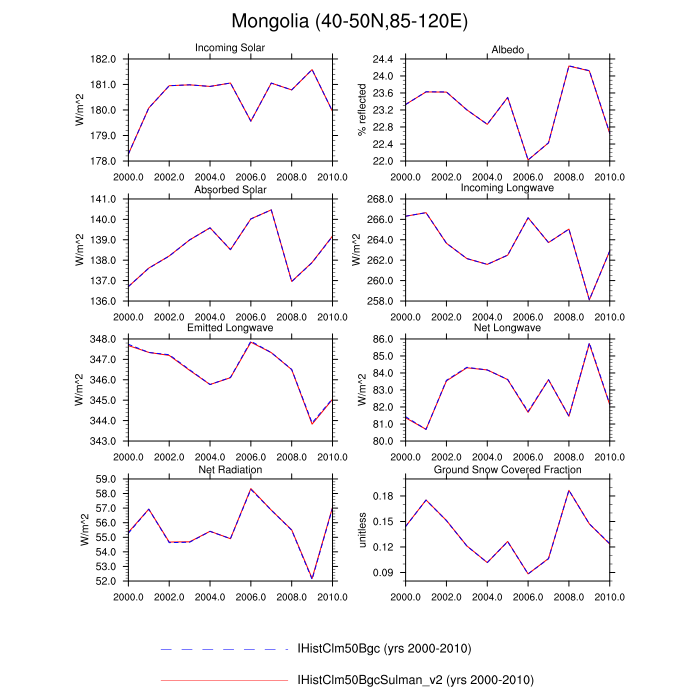 Mongolia (40-50N,85-120E)
Incoming Solar
W/m^2
182.0
181.0
180.0
179.0
178.0
2000.0 2002.0 2004.0 2006.0 2008.0 2010.0
Albedo
% reflected
24.4
24.0
23.6
23.2
22.8
22.4
22.0
2000.0 2002.0 2004.0 2006.0 2008.0 2010.0
Absorbed Solar
W/m^2
141.0
140.0
139.0
138.0
137.0
136.0
2000.0 2002.0 2004.0 2006.0 2008.0 2010.0
Incoming Longwave
W/m^2
268.0
266.0
264.0
262.0
260.0
258.0
2000.0 2002.0 2004.0 2006.0 2008.0 2010.0
Emitted Longwave
W/m^2
348.0
347.0
346.0
345.0
344.0
343.0
2000.0 2002.0 2004.0 2006.0 2008.0 2010.0
Net Longwave
W/m^2
86.0
85.0
84.0
83.0
82.0
81.0
80.0
2000.0 2002.0 2004.0 2006.0 2008.0 2010.0
Net Radiation
W/m^2
59.0
58.0
57.0
56.0
55.0
54.0
53.0
52.0
2000.0 2002.0 2004.0 2006.0 2008.0 2010.0
Ground Snow Covered Fraction
unitless
0.18
0.15
0.12
0.09
2000.0 2002.0 2004.0 2006.0 2008.0 2010.0
IHistClm50Bgc (yrs 2000-2010)
IHistClm50BgcSulman_v2 (yrs 2000-2010)